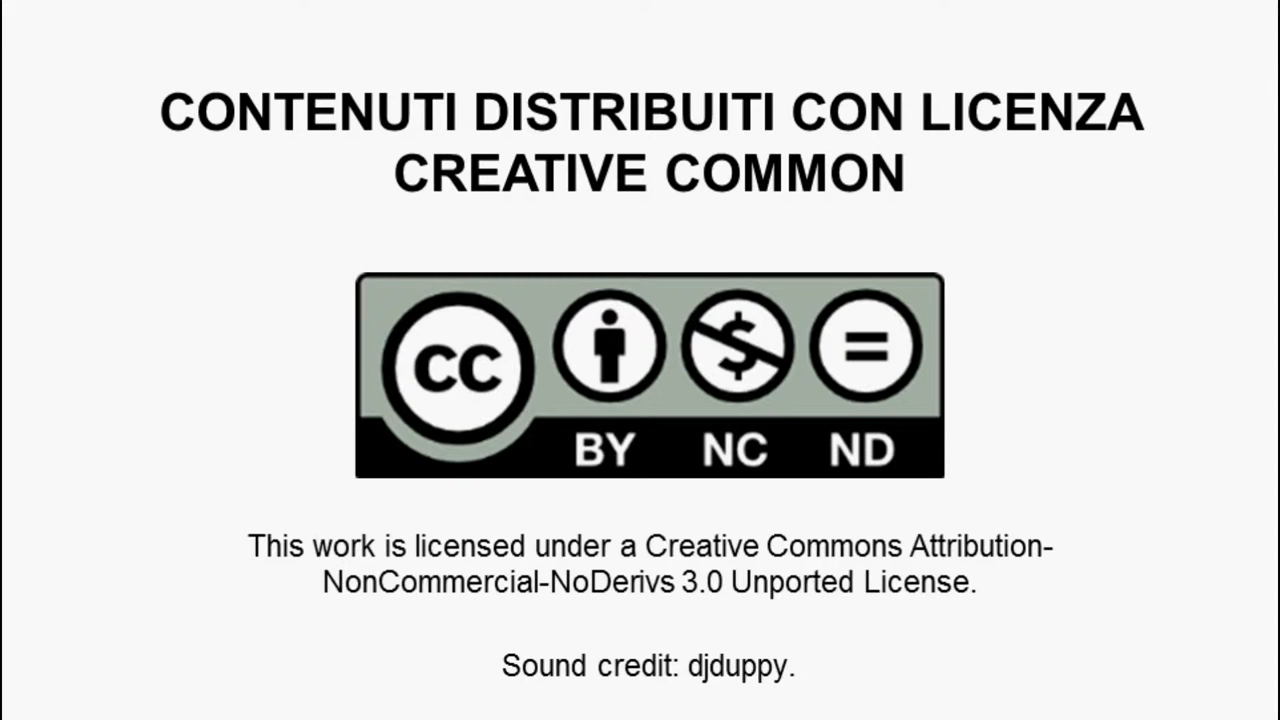 CONTENUTI DISTRIBUITI CON LICENZA
CREATIVE COMMON
CC
BY NC ND
This work is licensed under a Creative Commons Attribution-
NonCommercial-NoDerivs 3.0 Unported License.
Sound credit: djduppy.